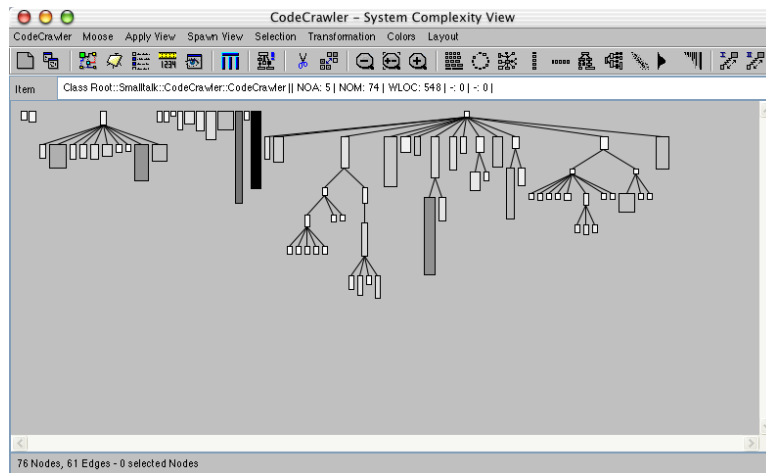 CodeCrawler – System Complexity View
CodeCrawler Moose Apply View Spawn View Selection Transformation Colors Layout
1234
Item Class Root::Smalltalk::CodeCrawler::CodeCrawler || NOA: 5 | NOM: 74 | WLOC: 548 | -: 0 | -: 0 |
76 Nodes, 61 Edges - 0 selected Nodes